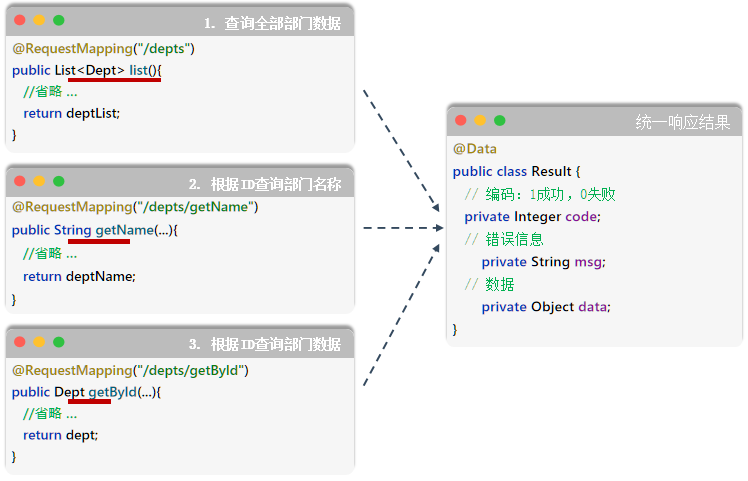 1. 查询全部部门数据
@RequestMapping("/depts")
public List<Dept> list(){
//省略 ...
return deptList;
}
2. 根据ID查询部门名称
@RequestMapping("/depts/getName")
public String getName(...){
//省略 ...
return deptName;
}
3. 根据ID查询部门数据
@RequestMapping("/depts/getById")
public Dept getById(...){
//省略 ...
return dept;
}
统一响应结果
@Data
public class Result {
// 编码：1成功，0失败
private Integer code;
// 错误信息
private String msg;
// 数据
private Object data;
}